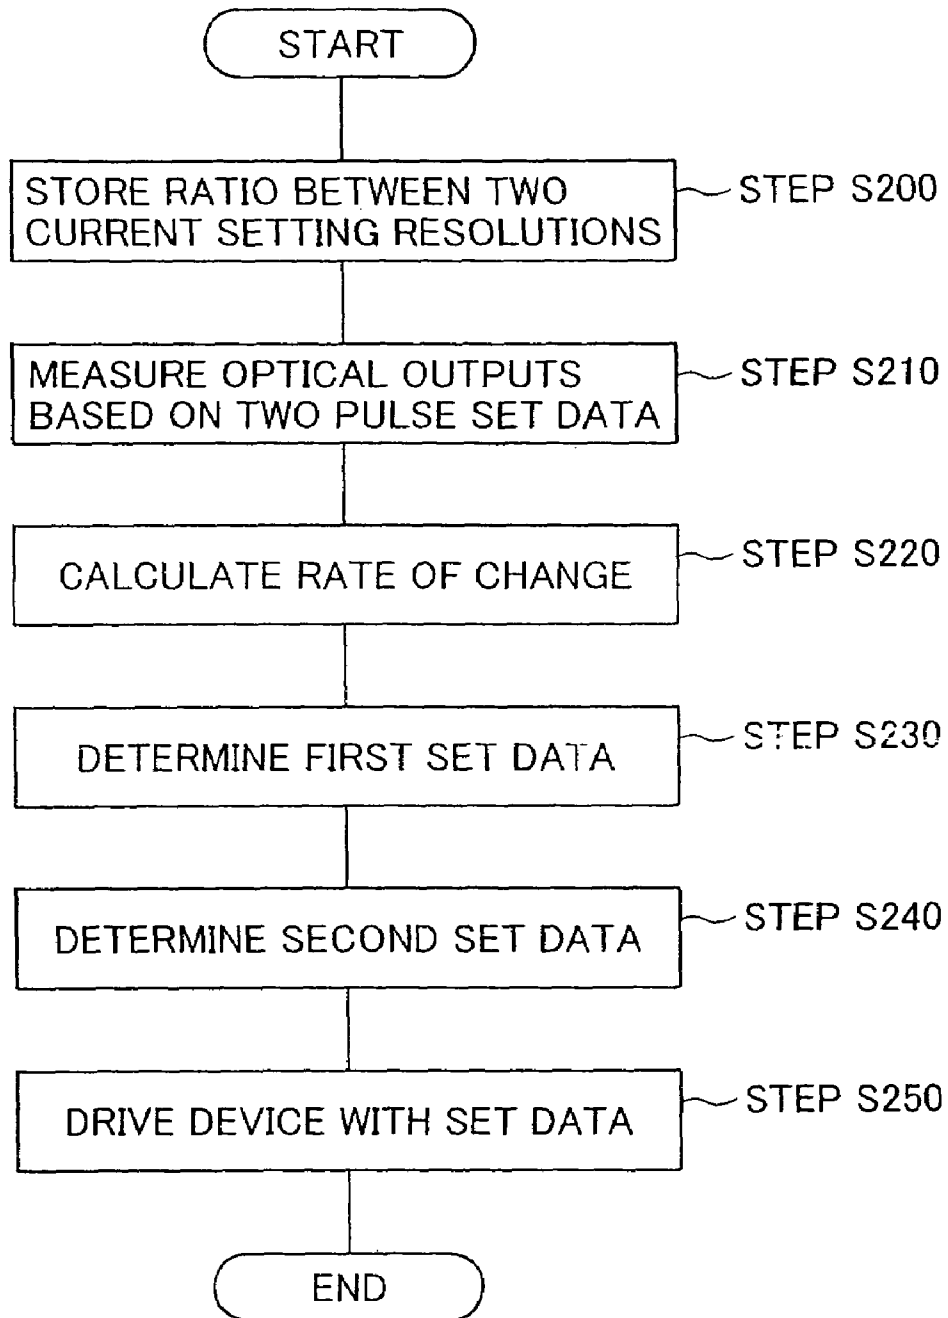 START
STORE RATIO BETWEEN TWO
CURRENT SETTING RESOLUTIONS
STEP S200
MEASURE OPTICAL OUTPUTS
BASED ON TWO PULSE SET DATA
STEP S210
CALCULATE RATE OF CHANGE
STEP S220
DETERMINE FIRST SET DATA
STEP S230
DETERMINE SECOND SET DATA
STEP S240
DRIVE DEVICE WITH SET DATA
STEP S250
END